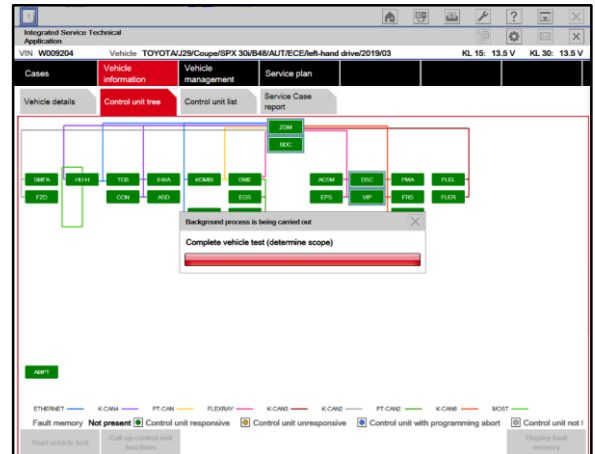 1
?
Integrated Service Technical
Application
VIN W009204 Vehicle TOYOTA/J29/Coupe/SPX 30i/B48/AUT/ECE/left-hand drive/2019/03 KL 15: 13.5 V KL 30: 13.5 V
Cases
Vehicle
information
Vehicle
management
Service plan
Vehicle details
Control unit tree
Control unit list
Service Case
report
ZGM
BDC
SMFA HU-H TCB IHKA KOMBI DME ACSM DSC PMA FLEL
FZD CON ASD EGS EPS VIP FRS FLER
Background process is being carried out
Complete vehicle test (determine scope)
AMPT
ETHERNET K-CAN4 PT-CAN FLEXRAY K-CAN3 K-CAN2 PT-CAN2 K-CAN8 MOST
Fault memory Not present Control unit responsive Control unit unresponsive Control unit with programming abort Control unit not
Start vehicle test
Call up control unit
functions
Display fault
memory